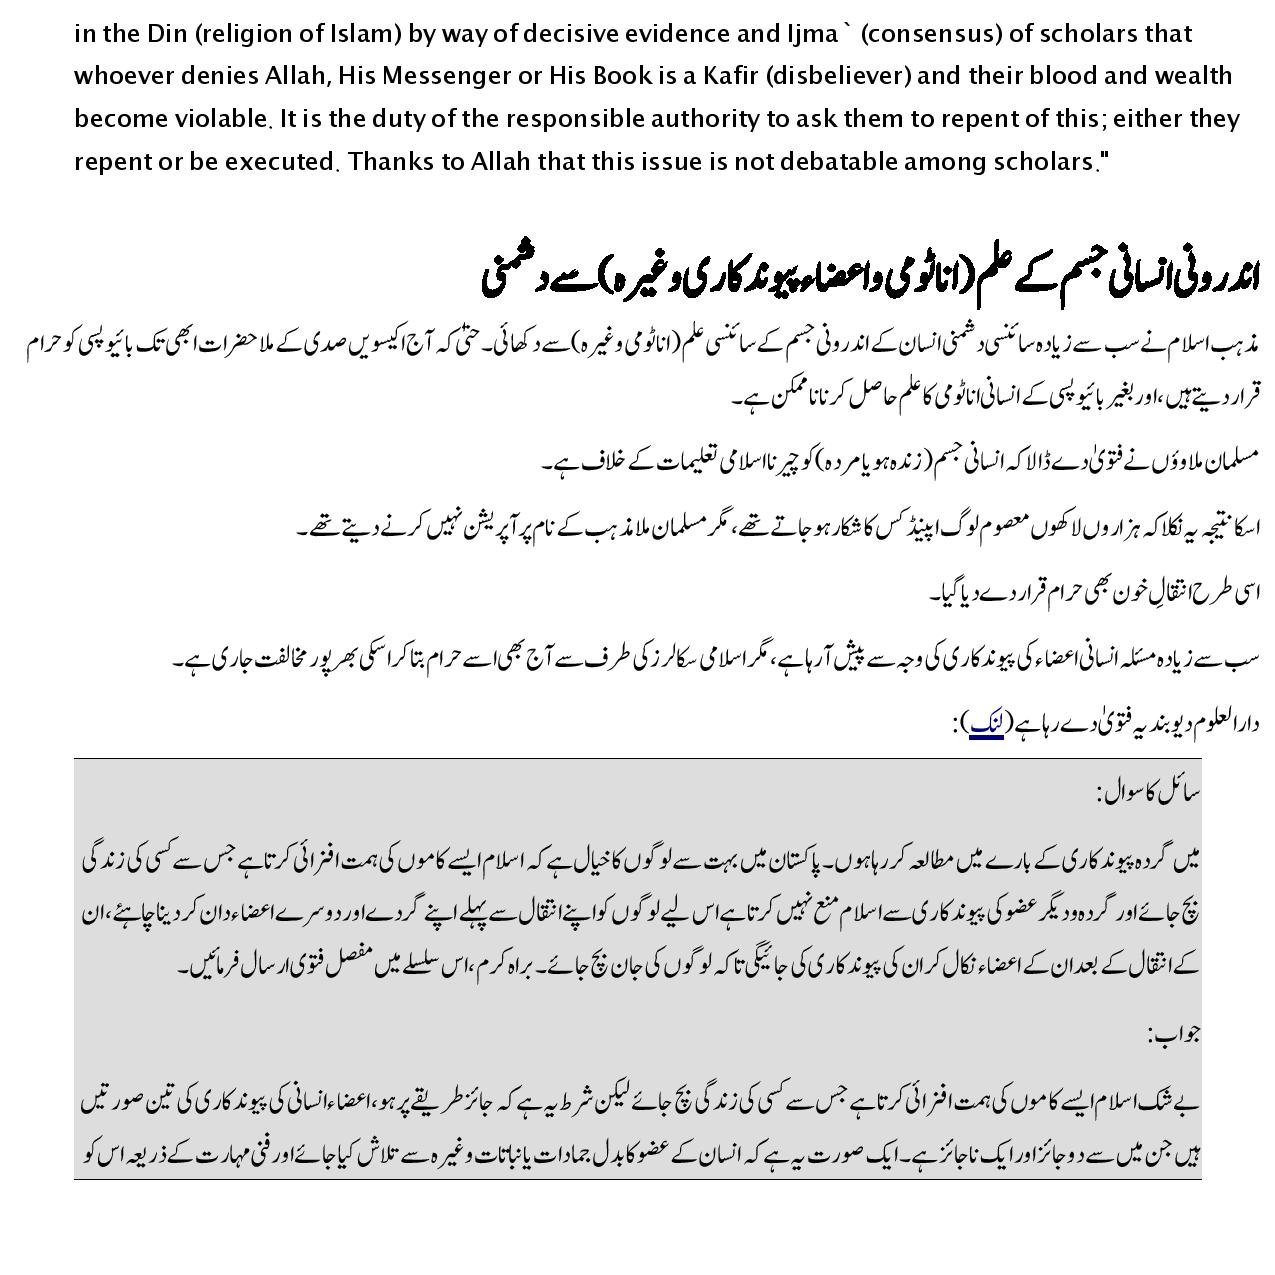 in the Din (religion of Islam) by way of decisive evidence and Ijma` (consensus) of scholars that
whoever denies Allah, His Messenger or His Book is a Kafir (disbeliever) and their blood and wealth
become violable. It is the duty of the responsible authority to ask them to repent of this; either they
repent or be executed. Thanks to Allah that this issue is not debatable among scholars."
اندرونی انسانی جسم کے علم (اناٹومی و اعضاء پیوندکاری وغیرہ) سے دشمنی
مذہب اسلام نے سب سے زیادہ سائنسی دشمنی انسان کے اندرونی جسم کے سائنسی علم (اناٹومی وغیرہ) سے دکھائی۔ حتیٰ کہ آج اکیسویں صدی کے ملا حضرات ابھی تک بائیوپسی کو حرام
قرار دیتے ہیں، اور بغیر بائیوپسی کے انسانی اناٹومی کا علم حاصل کرنا ناممکن ہے۔
مسلمان ملاوؤں نے فتویٰ دے ڈالا کہ انسانی جسم (زندہ ہو یا مردہ) کو چیرنا اسلامی تعلیمات کے خلاف ہے۔
اسکا نتیجہ یہ نکلا کہ ہزاروں لاکھوں معصوم لوگ اپینڈکس کا شکار ہو جاتے تھے، مگر مسلمان ملا مذہب کے نام پر آپریشن نہیں کرنے دیتے تھے۔
اسی طرح انتقالِ خون بھی حرام قرار دے دیا گیا۔
سب سے زیادہ مسئلہ انسانی اعضاء کی پیوندکاری کی وجہ سے پیش آ رہا ہے، مگر اسلامی سکالرز کی طرف سے آج بھی اسے حرام بتا کر اسکی بھرپور مخالفت جاری ہے۔
دارالعلوم دیوبند یہ فتویٰ دے رہا ہے (لنک):
سائل کا سوال:
میں گردہ پیوندکاری کے بارے میں مطالعہ کررہاہوں۔ پاکستان میں بہت سے لوگوں کا خیال ہے کہ اسلام ایسے کاموں کی ہمت افزائی کرتاہے جس سے کسی کی زندگی
بچ جائے اور گردہ ودیگر عضو کی پیوندکاری سے اسلام منع نہیں کرتا ہے اس لیے لوگوں کو اپنے انتقال سے پہلے اپنے گردے اور دوسرے اعضاء دان کردینا چاہئے، ان
کے انتقال کے بعد ان کے اعضاء نکال کر ان کی پیوندکاری کی جائیگی تاکہ لوگوں کی جان بچ جائے۔ براہ کرم، اس سلسلے میں مفصل فتوی ارسال فرمائیں۔
جواب:
بے شک اسلام ایسے کاموں کی ہمت افزائی کرتا ہے جس سے کسی کی زندگی بچ جائے لیکن شرط یہ ہے کہ جائز طریقے پر ہو، اعضاء انسانی کی پیوندکاری کی تین صورتیں
ہیں جن میں سے دو جائز اور ایک ناجائز ہے۔ ایک صورت یہ ہے کہ انسان کے عضو کا بدل جمادات یا نباتات وغیرہ سے تلاش کیا جائے اور فنی مہارت کے ذریعہ اس کو